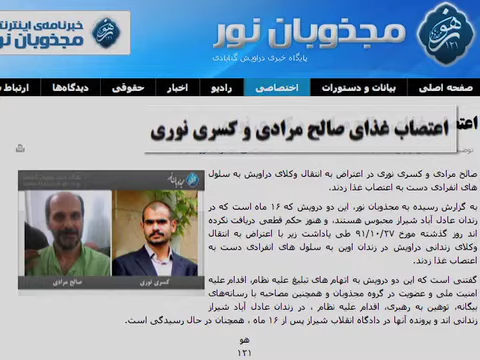 خبرنامه‌ی اینترنتی
مجذوبان نور
مجذوبان نور
پایگاه خبری دراویش گنابادی
صفحه اصلی
بیانات و دستورات
اختصاصی
رادیو
اخبار
حقوقی
دیدگاه‌ها
ارتباط با
اعتصاب غذای صالح مرادی و کسری نوری
صالح مرادی و کسری نوری در اعتراض به انتقال وکلای دراویش به سلول
های انفرادی دست به اعتصاب غذا زدند.
به گزارش رسیده به مجذوبان نور، این دو درویش که ۱۶ ماه است که در
زندان عادل آباد شیراز محبوس هستند، و هنوز حکم قطعی دریافت نکرده
اند روز گذشته مورخ ۹۱/۱۰/۲۷ طی یاداشت زیر با اعتراض به انتقال
وکلای زندانی دراویش در زندان اوین به سلول های انفرادی دست به
اعتصاب غذا زدند.
گفتنی است که این دو درویش به اتهام های تبلیغ علیه نظام، اقدام علیه
امنیت ملی و عضویت در گروه مجذوبان و همچنین مصاحبه با رسانه‌های
بیگانه، توهین به رهبری، اقدام علیه نظام ، در زندان عادل آباد شیراز
زندانی اند و پرونده آنها در دادگاه انقلاب شیراز پس از ۱۶ ماه ، همچنان در حال رسیدگی است.
کسری نوری
صالح مرادی
هو
۱۲۱